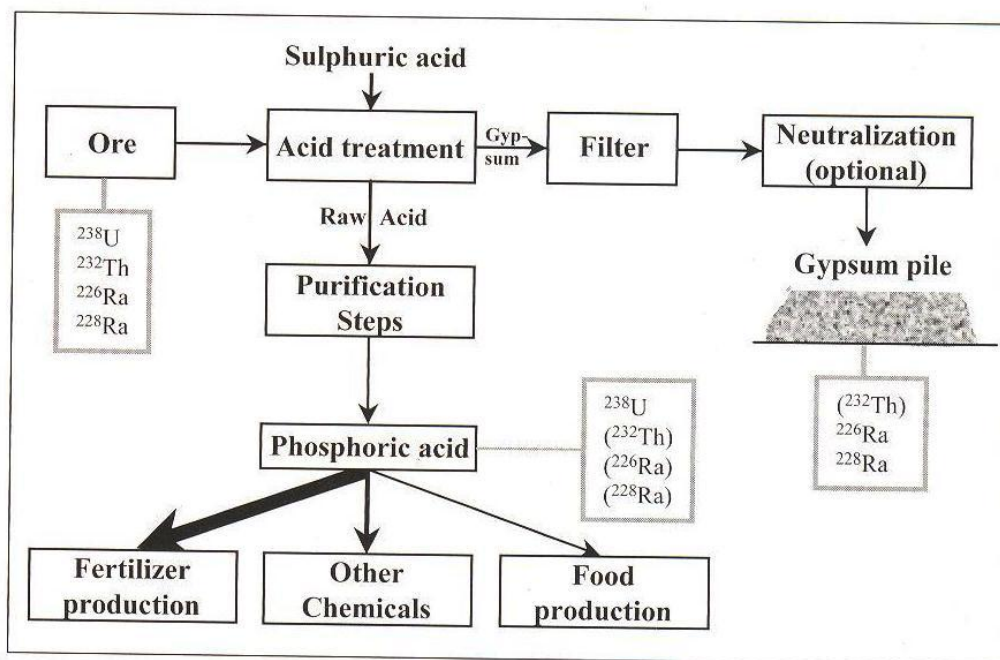 Sulphuric acid
Ore
Acid treatment
Gyp-
sum
Filter
Neutralization
(optional)
²³⁸U
²³²Th
²²⁶Ra
²²⁸Ra
Raw Acid
Purification
Steps
Gypsum pile
Phosphoric acid
²³⁸U
(²³²Th)
(²²⁶Ra)
(²²⁸Ra)
(²³²Th)
²²⁶Ra
²²⁸Ra
Fertilizer
production
Other
Chemicals
Food
production